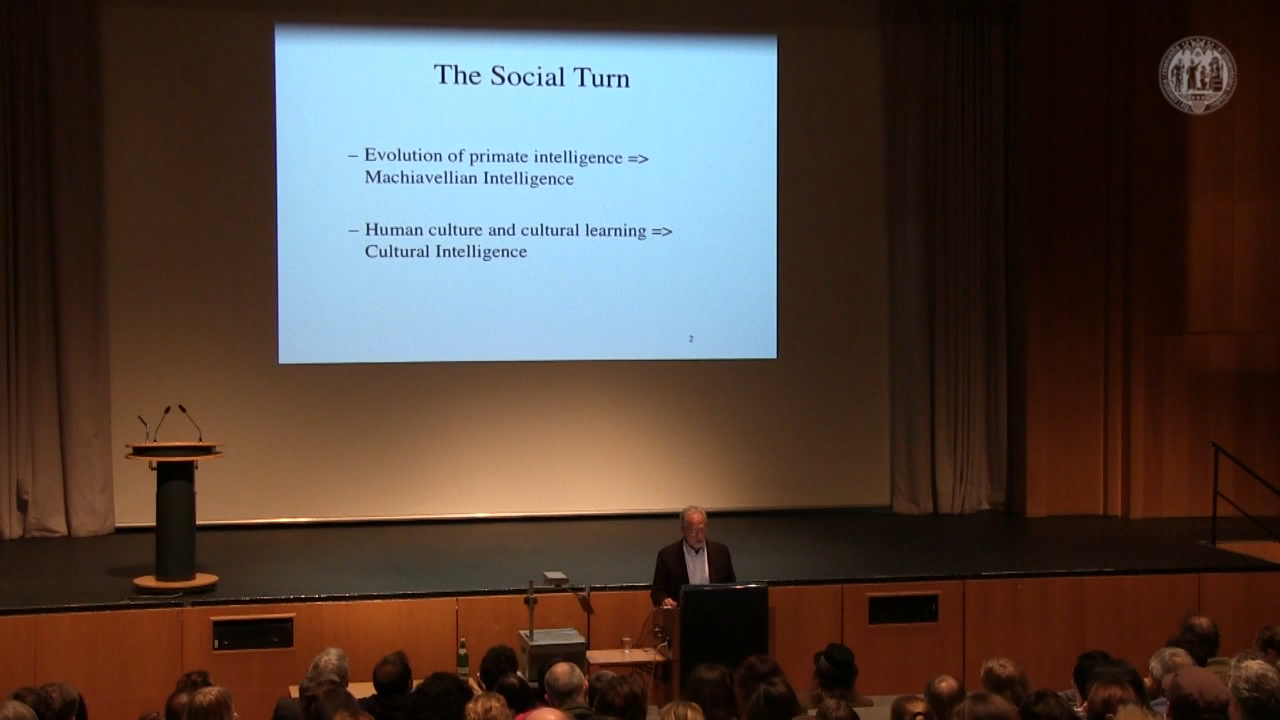 The Social Turn
– Evolution of primate intelligence =>
Machiavellian Intelligence
– Human culture and cultural learning =>
Cultural Intelligence
2